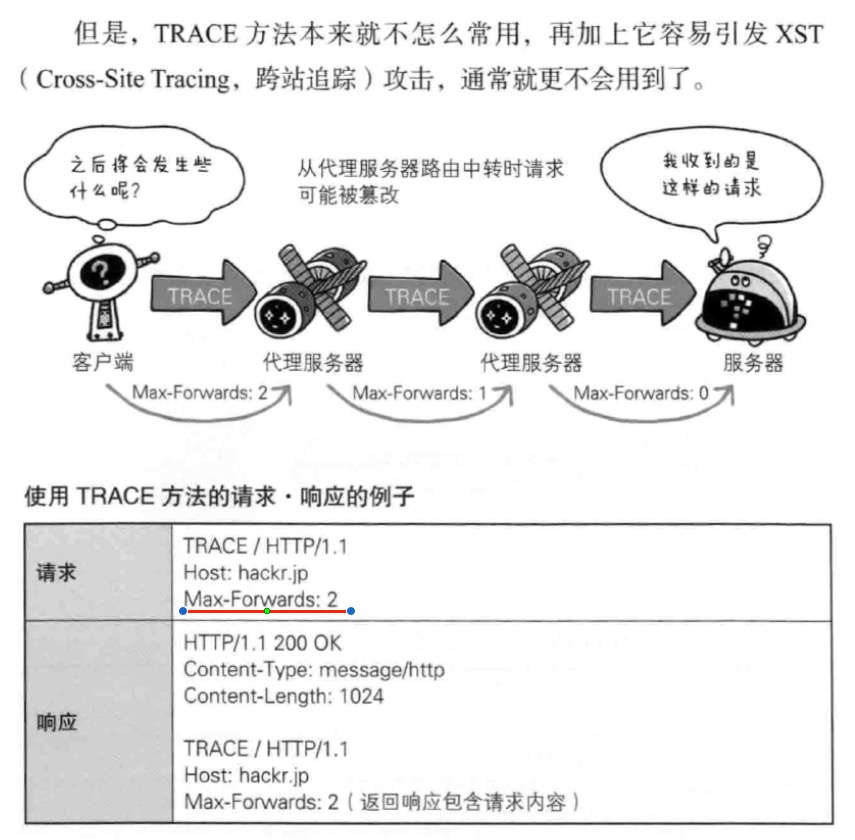 但是，TRACE 方法本来就不怎么常用，再加上它容易引发 XST
（Cross-Site Tracing，跨站追踪）攻击，通常就更不会用到了。
之后将会发生些
什么呢？
从代理服务器路由中转时请求
可能被篡改
我收到的是
这样的请求
TRACE
TRACE
TRACE
客户端
代理服务器
代理服务器
服务器
Max-Forwards: 2
Max-Forwards: 1
Max-Forwards: 0
使用 TRACE 方法的请求·响应的例子
请求
TRACE / HTTP/1.1
Host: hackr.jp
Max-Forwards: 2
响应
HTTP/1.1 200 OK
Content-Type: message/http
Content-Length: 1024
TRACE / HTTP/1.1
Host: hackr.jp
Max-Forwards: 2（返回响应包含请求内容）